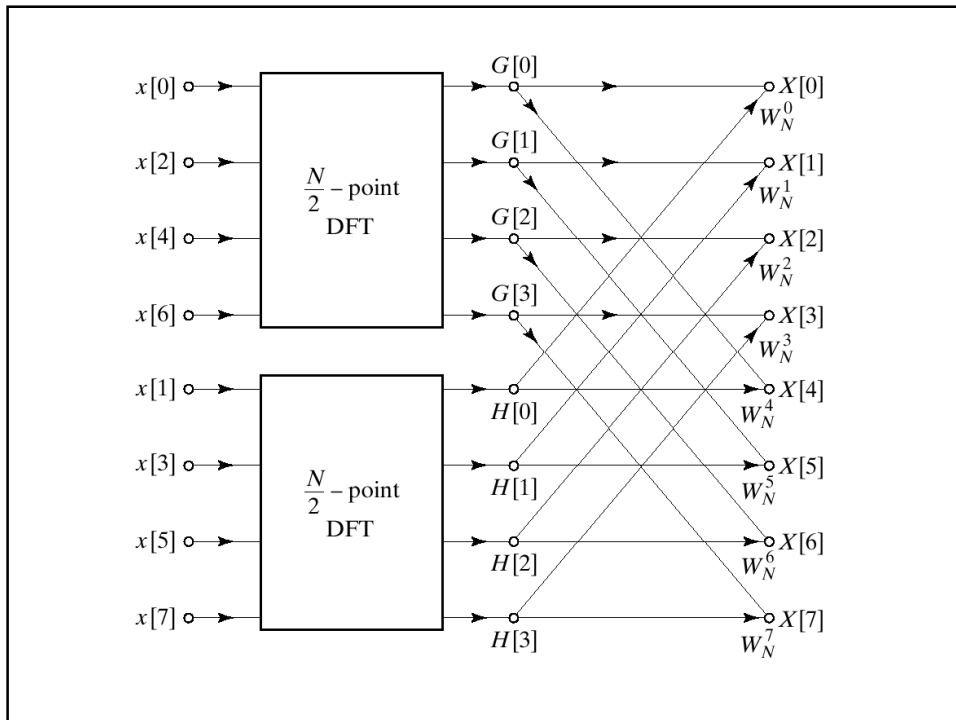 G[0]
x[0] X[0]
W_N^0
G[1]
x[2] X[1]
W_N^1
N/2 – point
DFT
G[2]
x[4] X[2]
W_N^2
G[3]
x[6] X[3]
W_N^3
x[1] X[4]
H[0] W_N^4
x[3] X[5]
H[1] W_N^5
N/2 – point
DFT
x[5] X[6]
H[2] W_N^6
x[7] X[7]
H[3] W_N^7